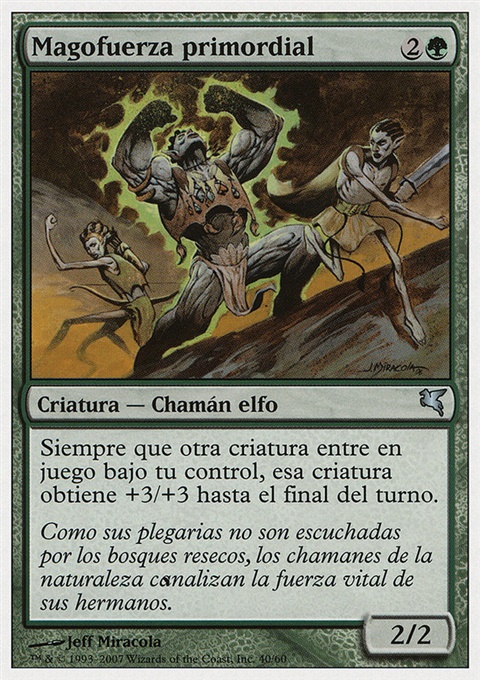 Magofuerza primordial 2
J. MIRACOLA
Criatura — Chamán elfo
Siempre que otra criatura entre en
juego bajo tu control, esa criatura
obtiene +3/+3 hasta el final del turno.
Como sus plegarias no son escuchadas
por los bosques resecos, los chamanes de la
naturaleza canalizan la fuerza vital de
sus hermanos.
Jeff Miracola
2/2
™ & © 1993-2007 Wizards of the Coast, Inc. 40/60